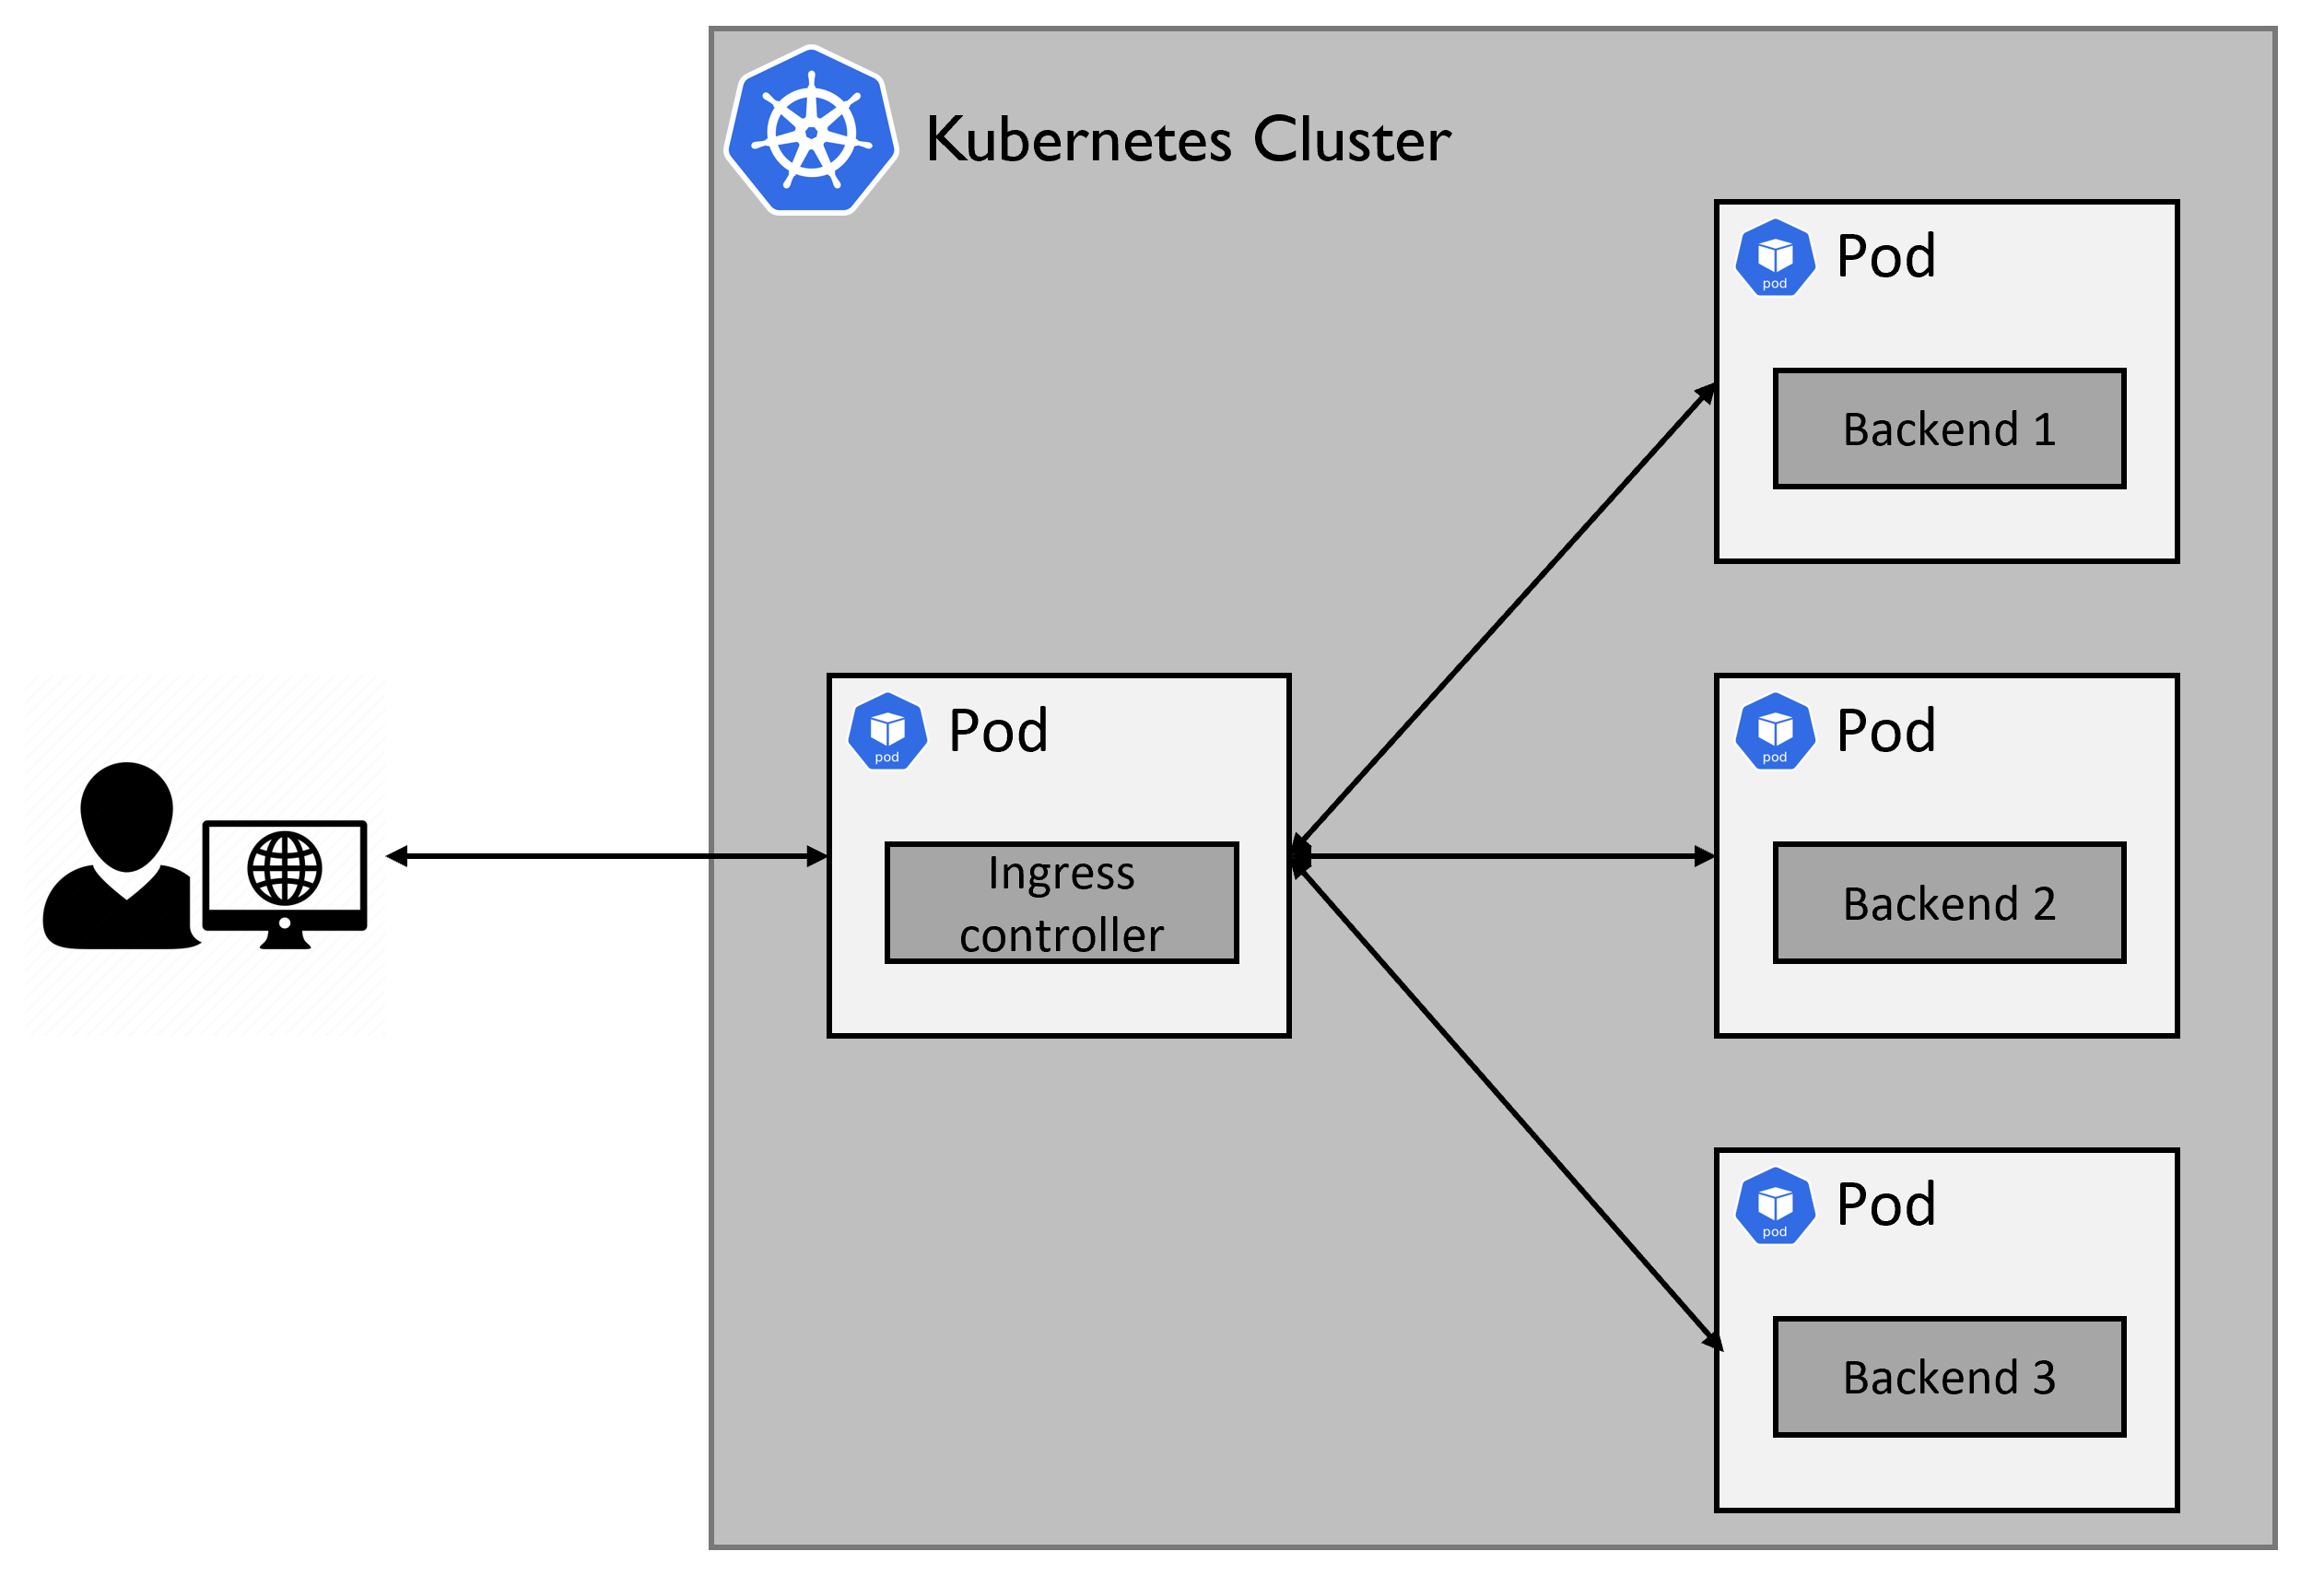 Kubernetes Cluster
pod
Pod
Backend 1
pod
Pod
Ingress
controller
pod
Pod
Backend 2
pod
Pod
Backend 3